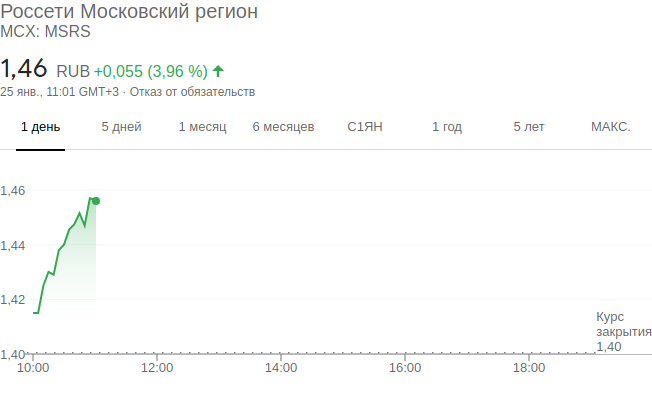 Россети Московский регион
MCX: MSRS
1,46 RUB +0,055 (3,96 %)
25 янв., 11:01 GMT+3 · Отказ от обязательств
1 день 5 дней 1 месяц 6 месяцев С1ЯН 1 год 5 лет МАКС.
1,46
1,44
1,42
1,40
Курс
закрытия
1,40
10:00 12:00 14:00 16:00 18:00